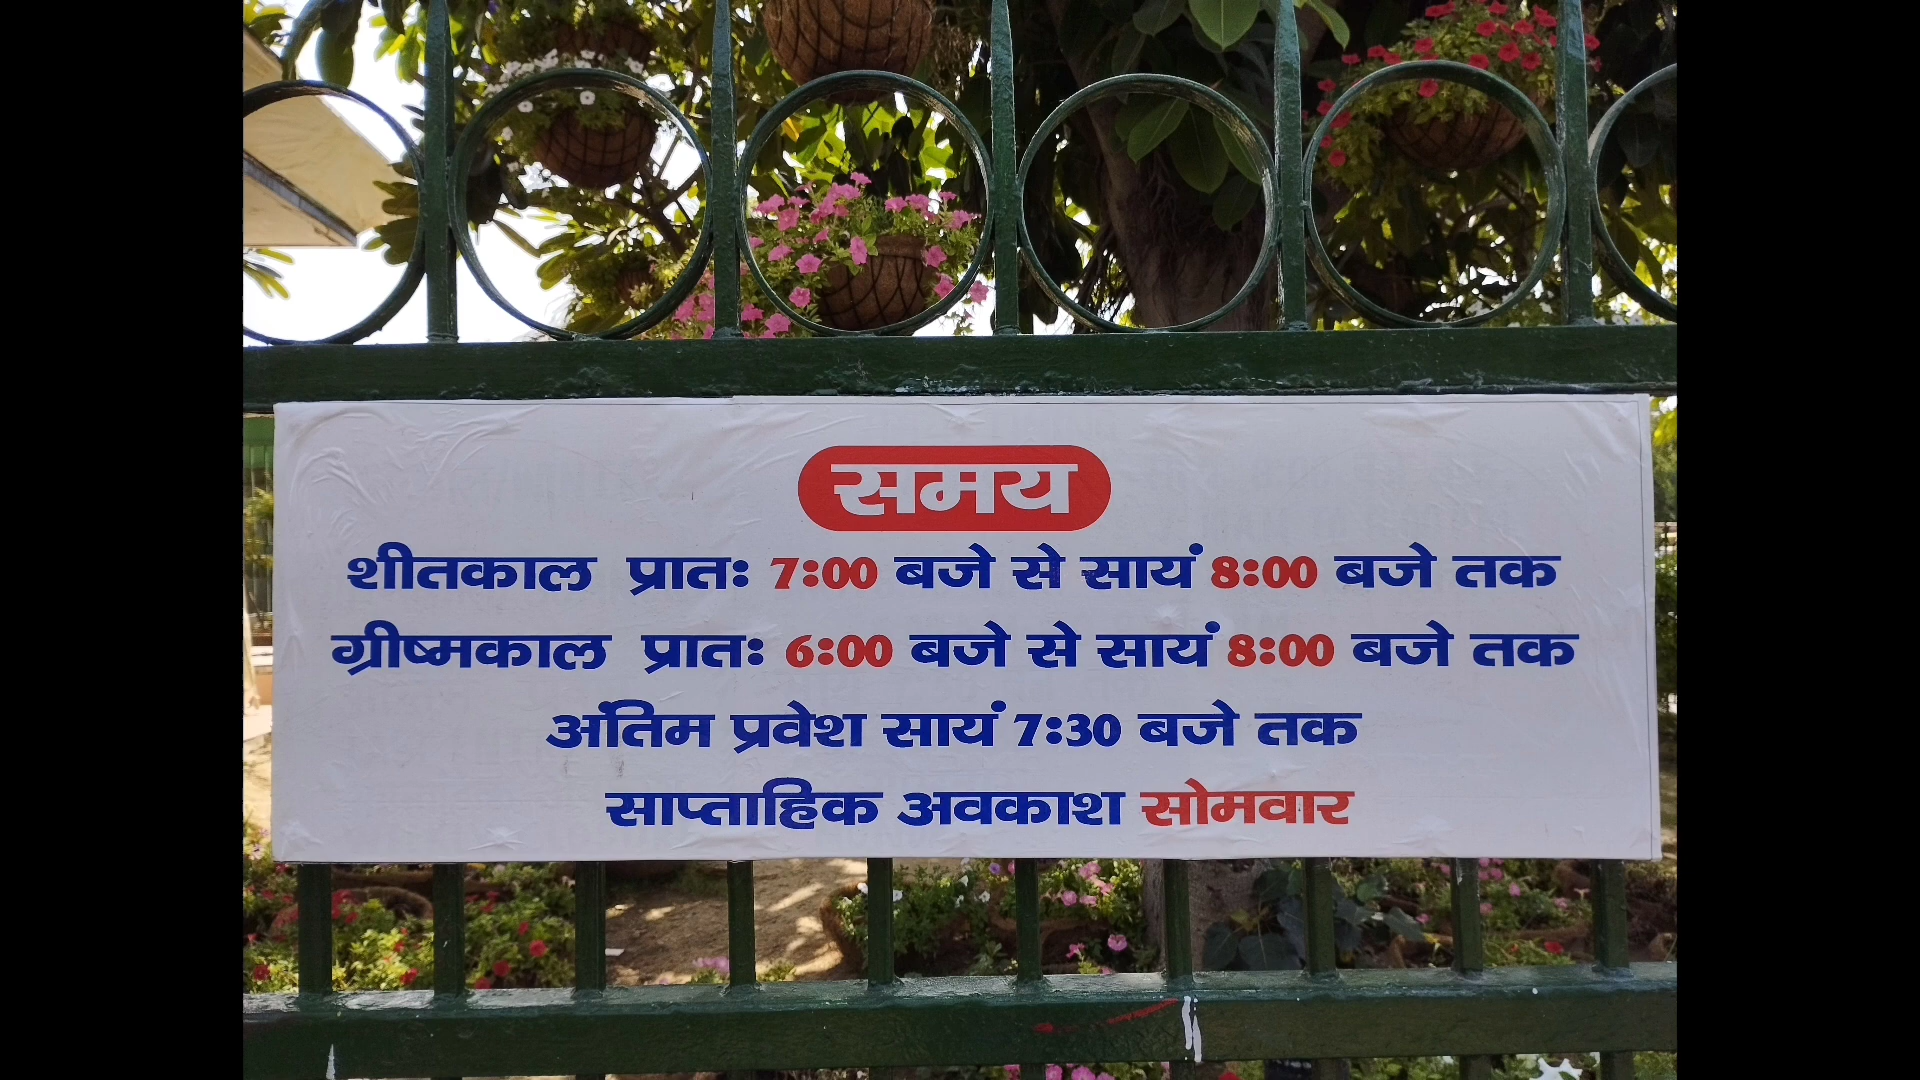 समय
शीतकाल प्रातः 7:00 बजे से सायं 8:00 बजे तक
ग्रीष्मकाल प्रातः 6:00 बजे से सायं 8:00 बजे तक
अंतिम प्रवेश सायं 7:30 बजे तक
साप्ताहिक अवकाश सोमवार